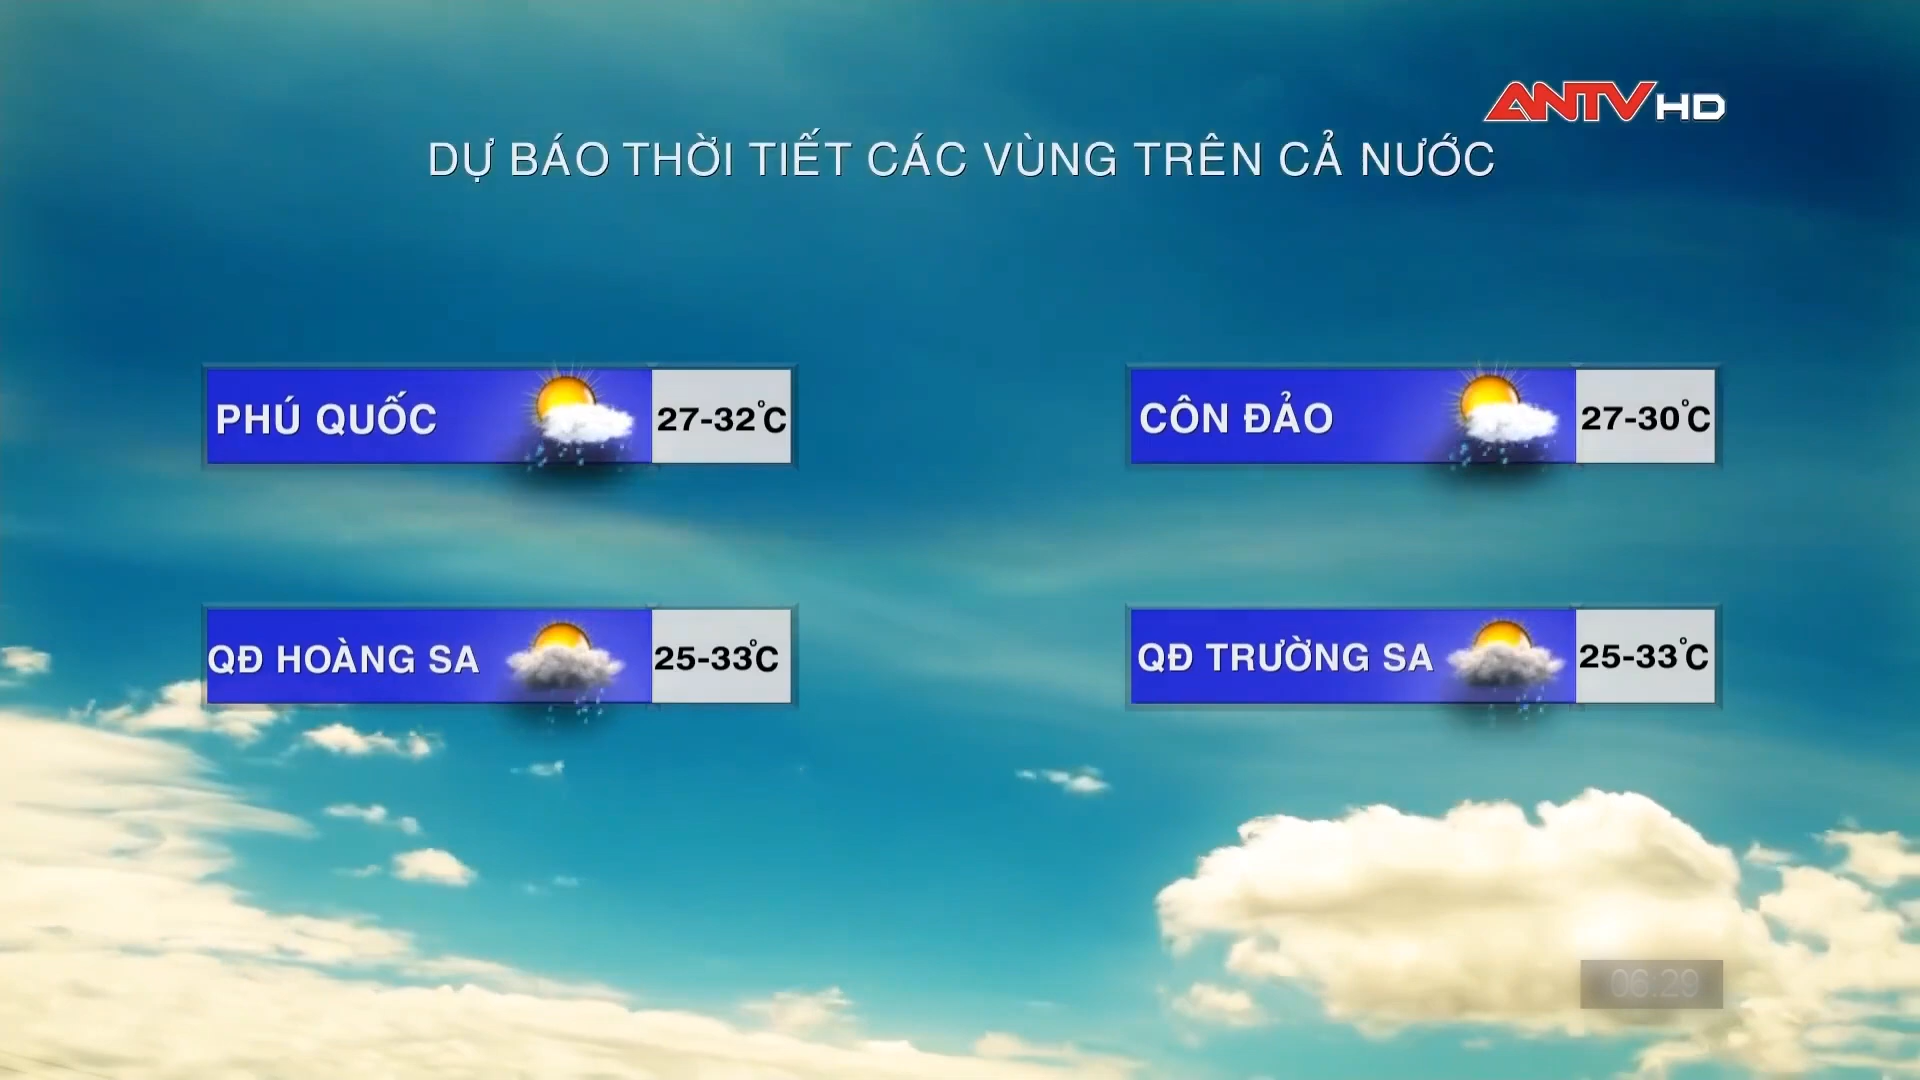 ANTV HD
DỰ BÁO THỜI TIẾT CÁC VÙNG TRÊN CẢ NƯỚC
PHÚ QUỐC 27-32°C
CÔN ĐẢO 27-30°C
QĐ HOÀNG SA 25-33°C
QĐ TRƯỜNG SA 25-33°C
06:29